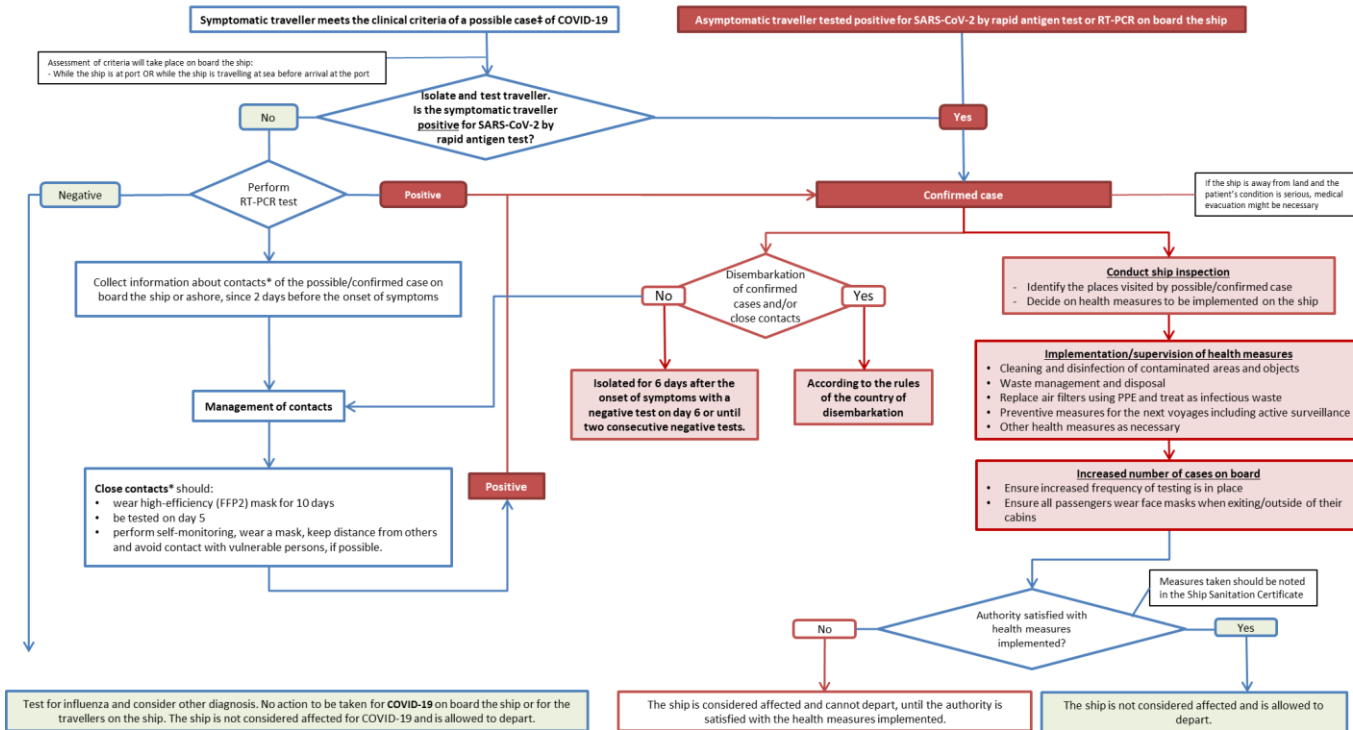 Symptomatic traveller meets the clinical criteria of a possible case‡ of COVID-19
Asymptomatic traveller tested positive for SARS-CoV-2 by rapid antigen test or RT-PCR on board the ship
Assessment of criteria will take place on board the ship:
- While the ship is at port OR while the ship is travelling at sea before arrival at the port
Isolate and test traveller.
Is the symptomatic traveller
positive for SARS-CoV-2 by
rapid antigen test?
No
Yes
Negative
Perform
RT-PCR test
Positive
Confirmed case
If the ship is away from land and the
patient's condition is serious, medical
evacuation might be necessary
Collect information about contacts* of the possible/confirmed case on
board the ship or ashore, since 2 days before the onset of symptoms
Disembarkation
of confirmed
cases and/or
close contacts
No
Yes
Conduct ship inspection
- Identify the places visited by possible/confirmed case
- Decide on health measures to be implemented on the ship
Implementation/supervision of health measures
• Cleaning and disinfection of contaminated areas and objects
• Waste management and disposal
• Replace air filters using PPE and treat as infectious waste
• Preventive measures for the next voyages including active surveillance
• Other health measures as necessary
Isolated for 6 days after the
onset of symptoms with a
negative test on day 6 or until
two consecutive negative tests.
According to the rules
of the country of
disembarkation
Management of contacts
Increased number of cases on board
• Ensure increased frequency of testing is in place
• Ensure all passengers wear face masks when exiting/outside of their
cabins
Close contacts* should:
• wear high-efficiency (FFP2) mask for 10 days
• be tested on day 5
• perform self-monitoring, wear a mask, keep distance from others
and avoid contact with vulnerable persons, if possible.
Positive
Measures taken should be noted
in the Ship Sanitation Certificate
Authority satisfied with
health measures
implemented?
No
Yes
Test for influenza and consider other diagnosis. No action to be taken for COVID-19 on board the ship or for the
travellers on the ship. The ship is not considered affected for COVID-19 and is allowed to depart.
The ship is considered affected and cannot depart, until the authority is
satisfied with the health measures implemented.
The ship is not considered affected and is allowed to
depart.